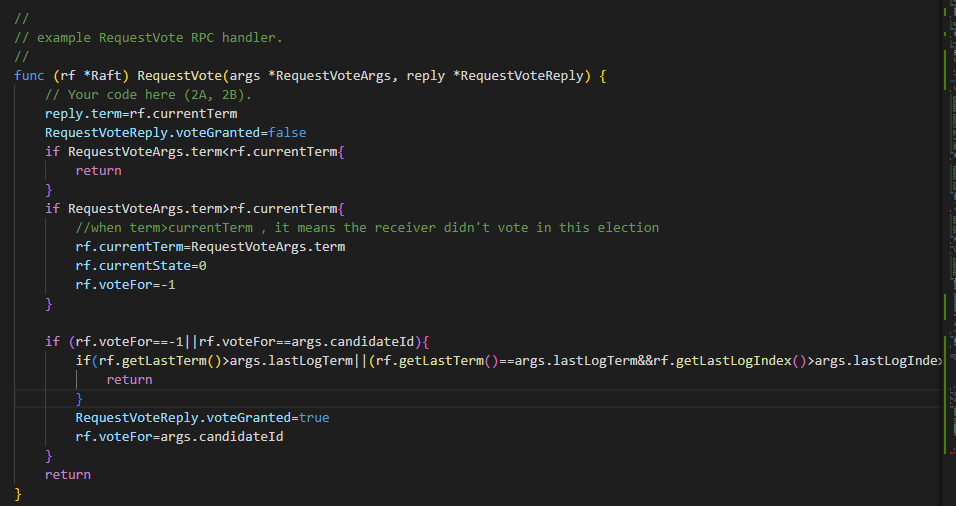 //
// example RequestVote RPC handler.
//
func (rf *Raft) RequestVote(args *RequestVoteArgs, reply *RequestVoteReply) {
    // Your code here (2A, 2B).
    reply.term=rf.currentTerm
    RequestVoteReply.voteGranted=false
    if RequestVoteArgs.term<rf.currentTerm{
        return
    }
    if RequestVoteArgs.term>rf.currentTerm{
        //when term>currentTerm , it means the receiver didn't vote in this election
        rf.currentTerm=RequestVoteArgs.term
        rf.currentState=0
        rf.voteFor=-1
    }

    if (rf.voteFor==-1||rf.voteFor==args.candidateId){
        if(rf.getLastTerm()>args.lastLogTerm||(rf.getLastTerm()==args.lastLogTerm&&rf.getLastLogIndex()>args.lastLogInde
            return
        }
        RequestVoteReply.voteGranted=true
        rf.voteFor=args.candidateId
    }
    return
}